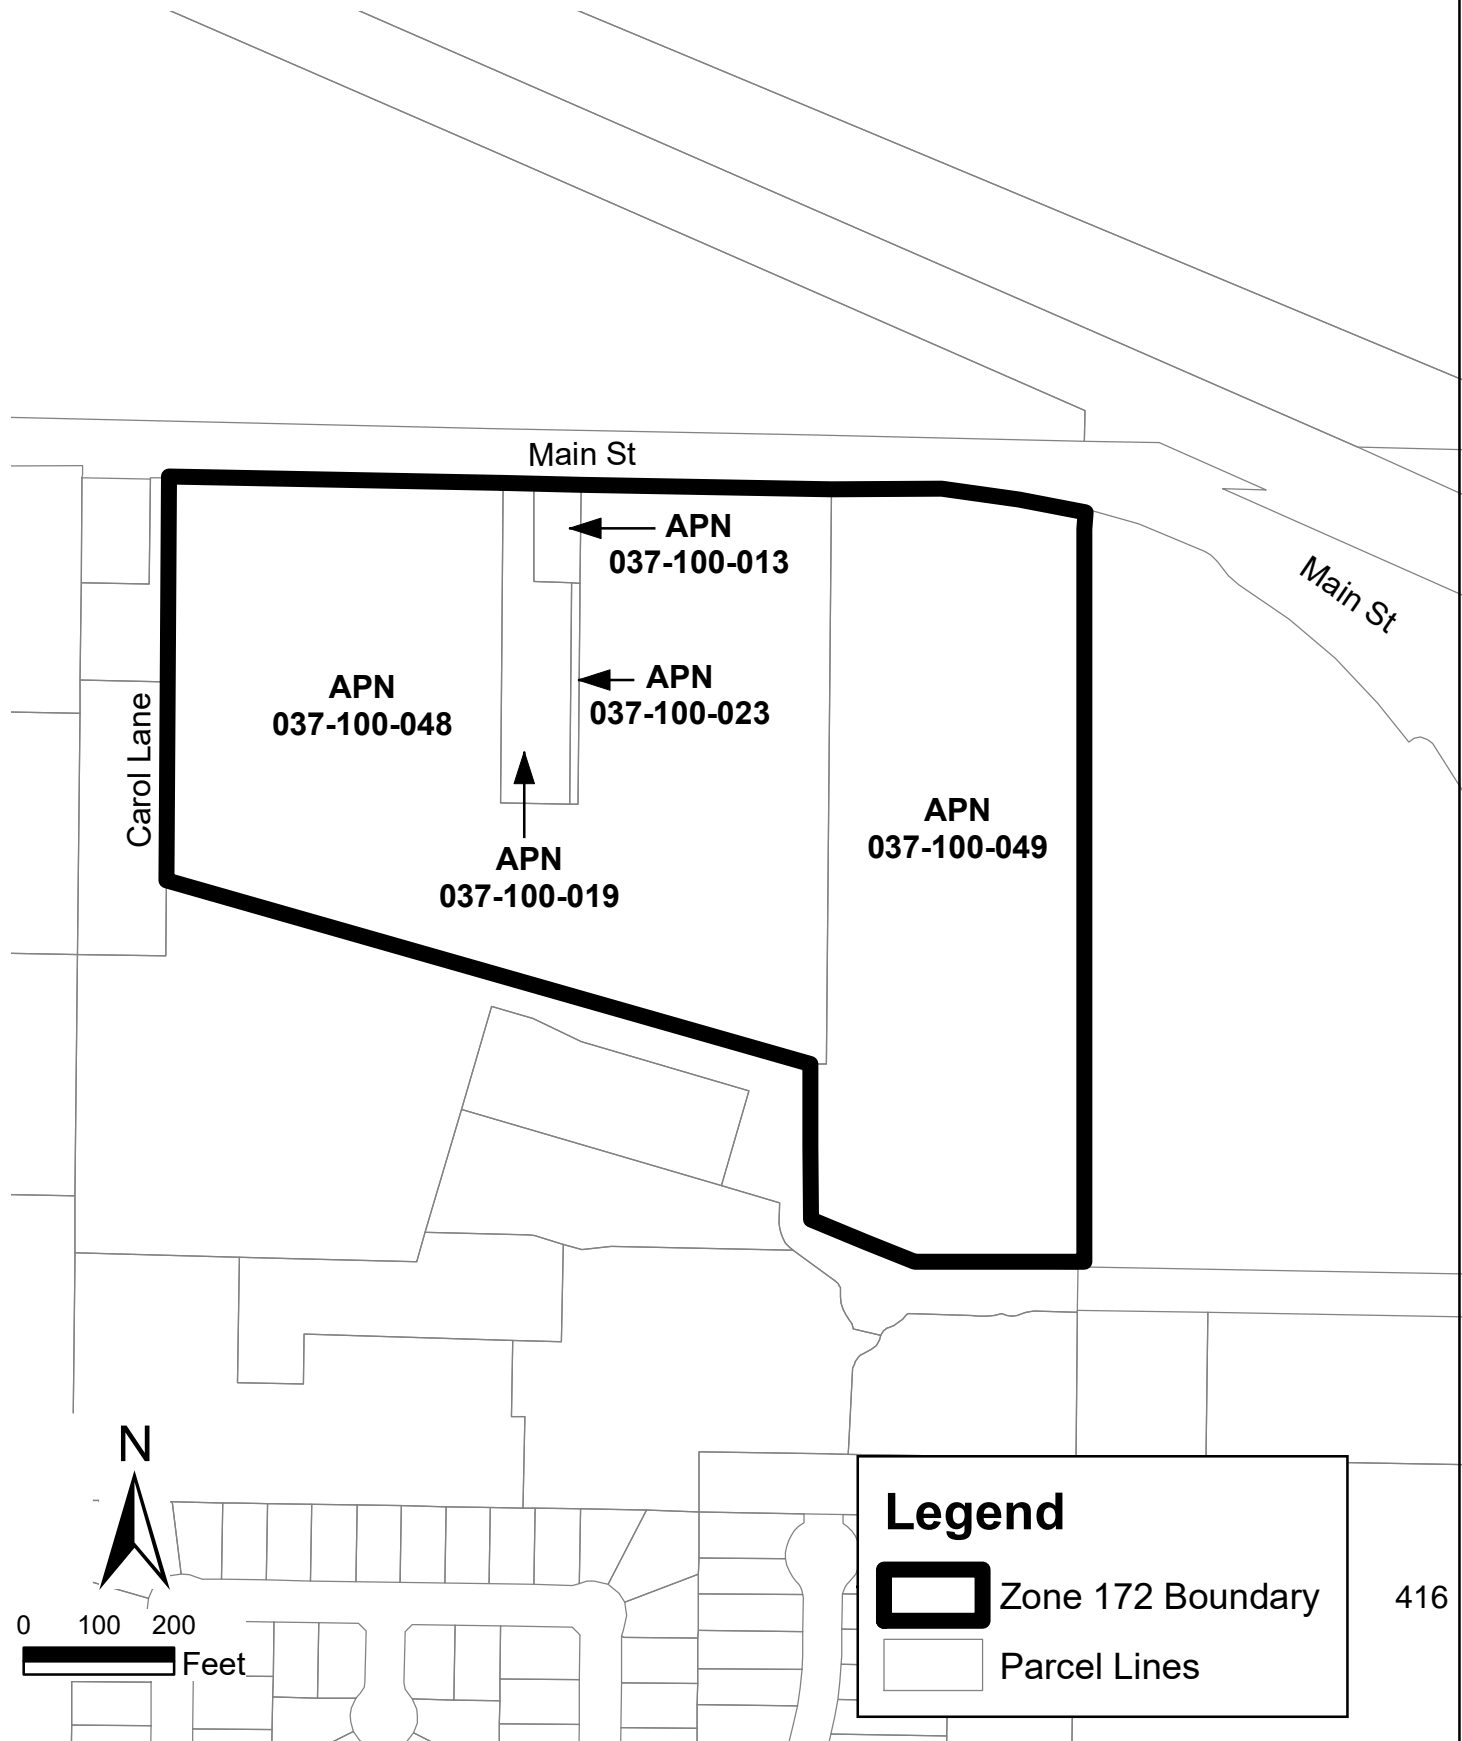 Main St
APN
037-100-013
Main St
APN
037-100-023
APN
037-100-048
Carol Lane
APN
037-100-049
APN
037-100-019
N
0 100 200
Feet
Legend
Zone 172 Boundary
Parcel Lines
416